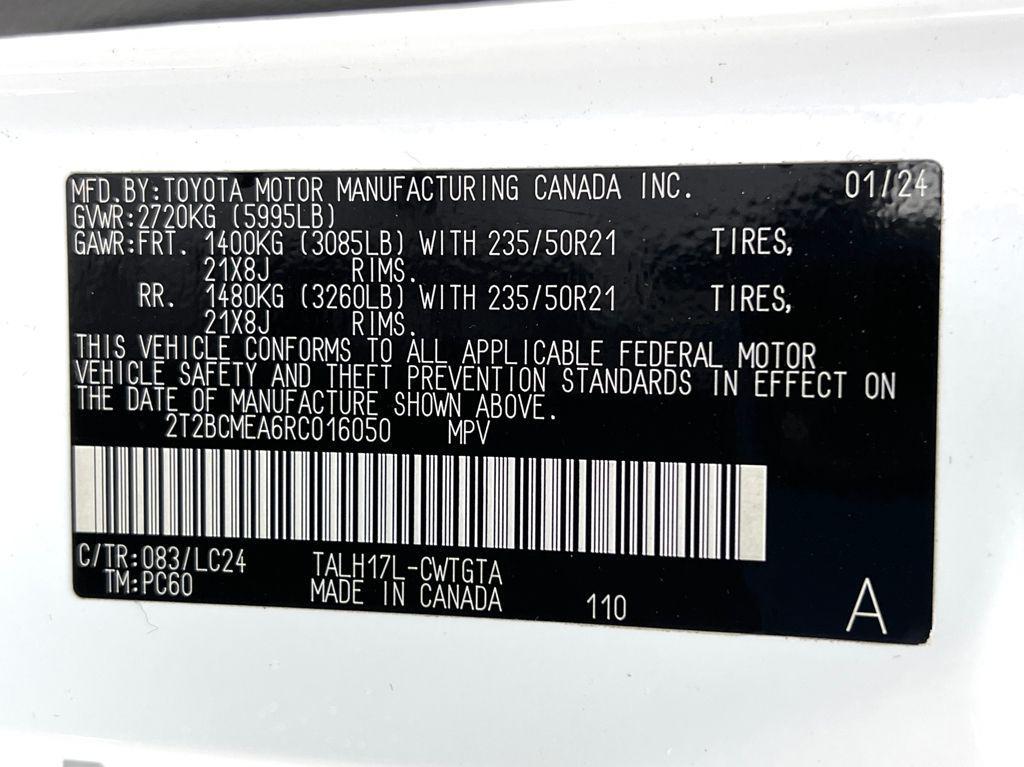 MFD.BY:TOYOTA MOTOR MANUFACTURING CANADA INC. 01/24
GVWR:2720KG (5995LB)
GAWR:FRT. 1400KG (3085LB) WITH 235/50R21 TIRES,
21X8J RIMS.
RR. 1480KG (3260LB) WITH 235/50R21 TIRES,
21X8J RIMS.
THIS VEHICLE CONFORMS TO ALL APPLICABLE FEDERAL MOTOR
VEHICLE SAFETY AND THEFT PREVENTION STANDARDS IN EFFECT ON
THE DATE OF MANUFACTURE SHOWN ABOVE.
2T2BCMEA6RC016050 MPV
C/TR:083/LC24 TALH17L-CWTGTA
TM:PC60 MADE IN CANADA 110 A